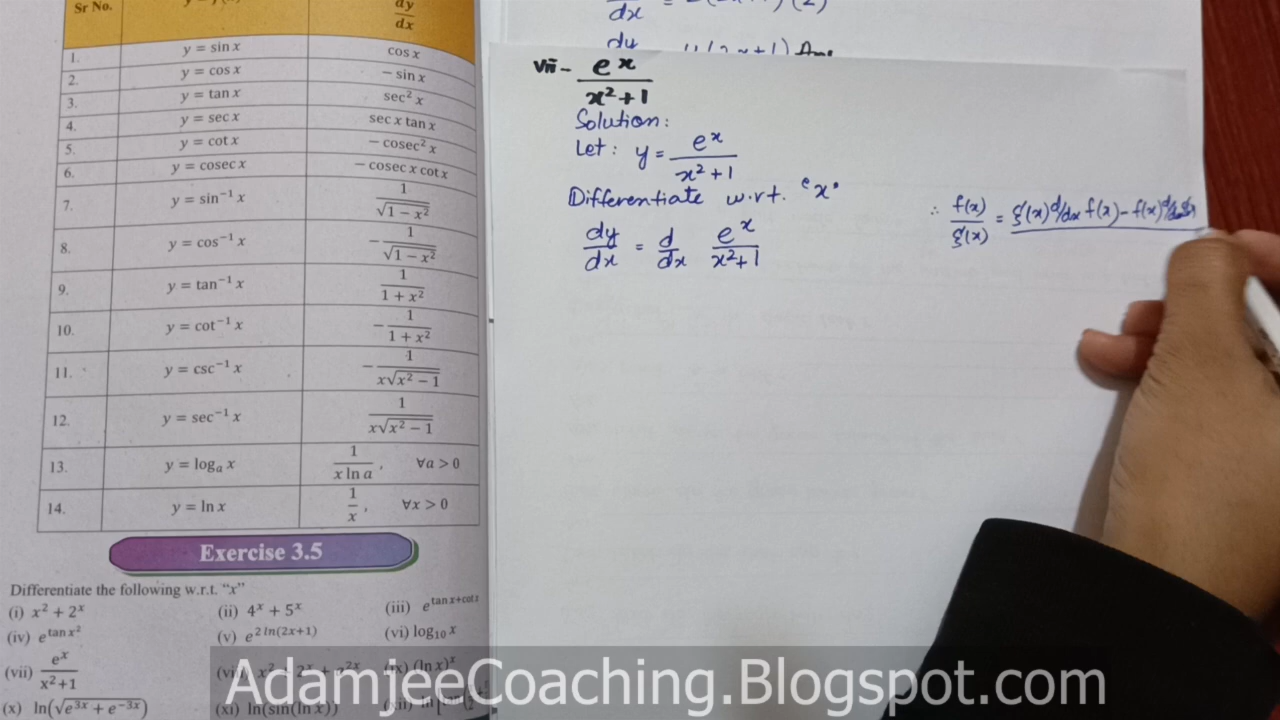 Sr No.
dy
dx
1. y = sin x cos x
2. y = cos x − sin x
3. y = tan x sec² x
4. y = sec x sec x tan x
5. y = cot x − cosec² x
6. y = cosec x − cosec x cot x
7. y = sin⁻¹ x 1/√(1 − x²)
8. y = cos⁻¹ x − 1/√(1 − x²)
9. y = tan⁻¹ x 1/(1 + x²)
10. y = cot⁻¹ x − 1/(1 + x²)
11. y = csc⁻¹ x − 1/(x√(x² − 1))
12. y = sec⁻¹ x 1/(x√(x² − 1))
13. y = logₐ x 1/(x ln a), ∀a > 0
14. y = ln x 1/x, ∀x > 0
Exercise 3.5
Differentiate the following w.r.t. "x"
(i) x² + 2ˣ (ii) 4ˣ + 5ˣ (iii) e^(tan x+cot x)
(iv) e^(tan x²) (v) e^(2 ln(2x+1)) (vi) log₁₀ x
(vii) eˣ/(x²+1) (ix) (ln x)ˣ
(x) ln(√(e³ˣ + e⁻³ˣ)) (xi) ln(sin(ln x))
dx
dy Ans
vii- eˣ/(x²+1)
Solution:
Let: y = eˣ/(x²+1)
Differentiate w.r.t. 'x'
dy/dx = d/dx eˣ/(x²+1)
∴ f(x)/g(x) = g(x) d/dx f(x) − f(x)
AdamjeeCoaching.Blogspot.com